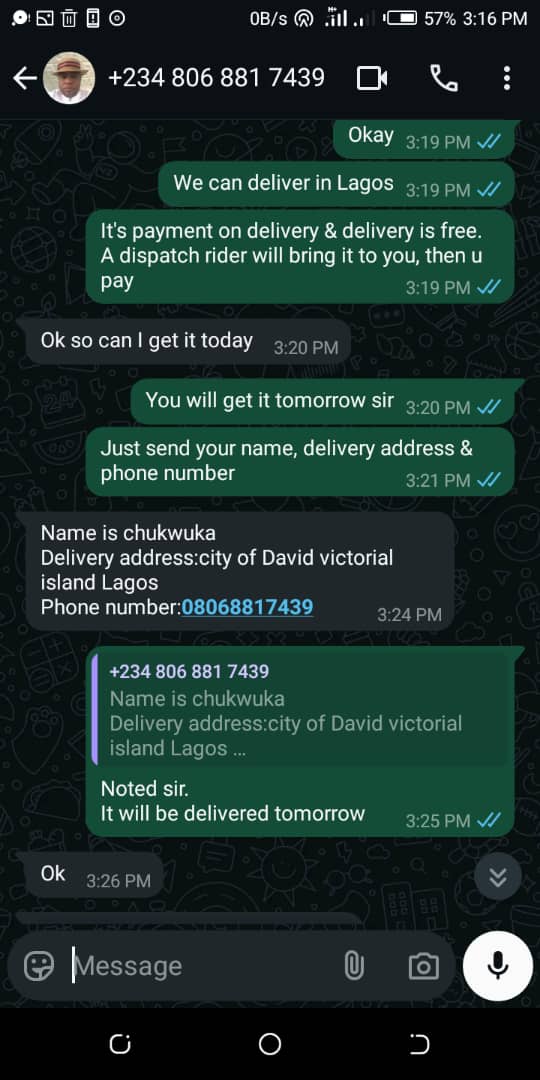 0B/s 57% 3:16 PM
+234 806 881 7439
Okay 3:19 PM
We can deliver in Lagos 3:19 PM
It's payment on delivery & delivery is free.
A dispatch rider will bring it to you, then u
pay 3:19 PM
Ok so can I get it today 3:20 PM
You will get it tomorrow sir 3:20 PM
Just send your name, delivery address &
phone number 3:21 PM
Name is chukwuka
Delivery address:city of David victorial
island Lagos
Phone number:08068817439 3:24 PM
+234 806 881 7439
Name is chukwuka
Delivery address:city of David victorial
island Lagos ...
Noted sir.
It will be delivered tomorrow 3:25 PM
Ok 3:26 PM
Message